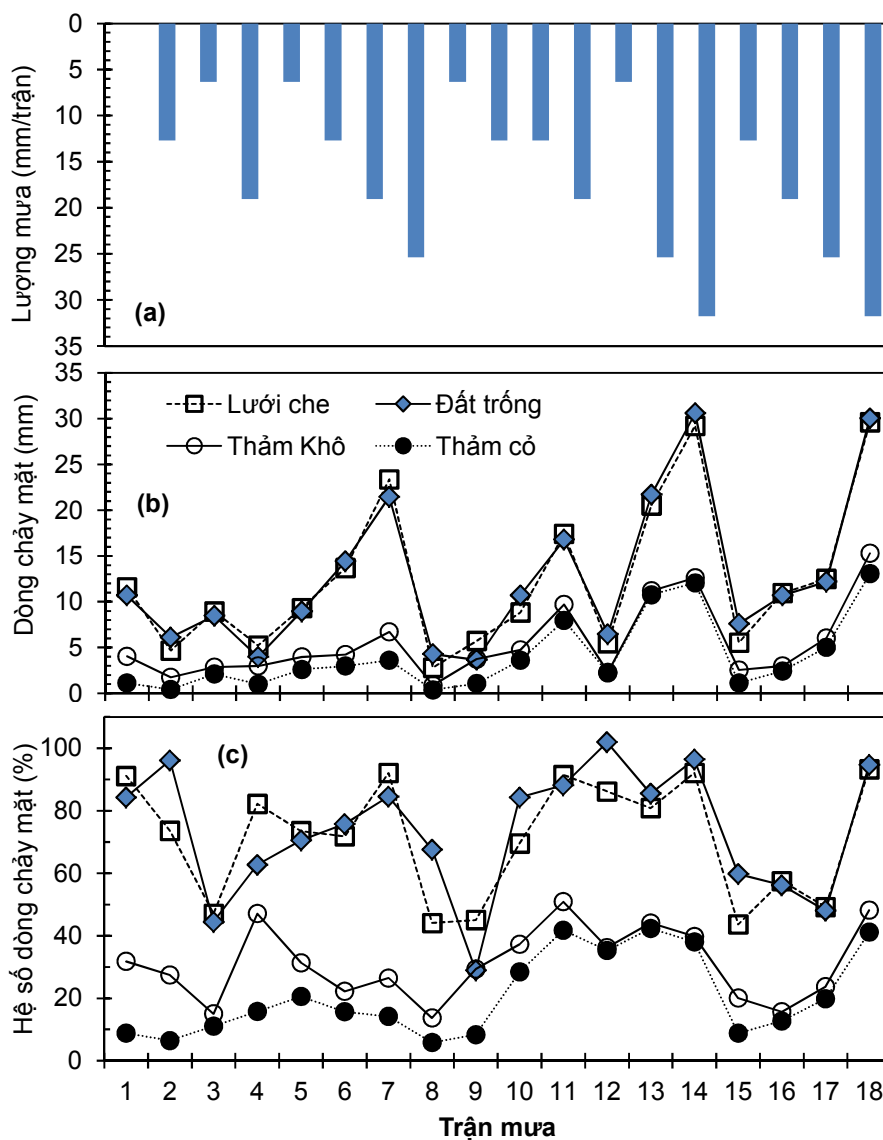 Lượng mưa (mm/trận)
0
5
10
15
20
25
30
35
(a)
Dòng chảy mặt (mm)
35
30
25
20
15
10
5
0
Lưới che Đất trống
Thảm Khô Thảm cỏ
(b)
Hệ số dòng chảy mặt (%)
100
80
60
40
20
0
(c)
1 2 3 4 5 6 7 8 9 10 11 12 13 14 15 16 17 18
Trận mưa